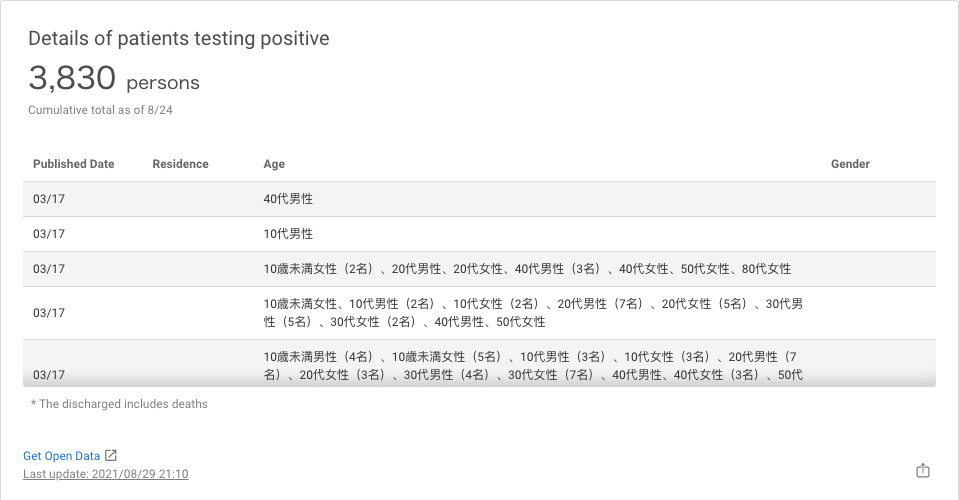 Details of patients testing positive
3,830 persons
Cumulative total as of 8/24
Published Date Residence Age Gender
03/17 40代男性
03/17 10代男性
03/17 10歳未満女性（2名）、20代男性、20代女性、40代男性（3名）、40代女性、50代女性、80代女性
10歳未満女性、10代男性（2名）、10代女性（2名）、20代男性（7名）、20代女性（5名）、30代男
03/17
性（5名）、30代女性（2名）、40代男性、50代女性
10歳未満男性（4名）、10歳未満女性（5名）、10代男性（3名）、10代女性（3名）、20代男性（7
03/17 名）、20代女性（3名）、30代男性（4名）、30代女性（7名）、40代男性、40代女性（3名）、50代
* The discharged includes deaths
Get Open Data
Last update: 2021/08/29 21:10